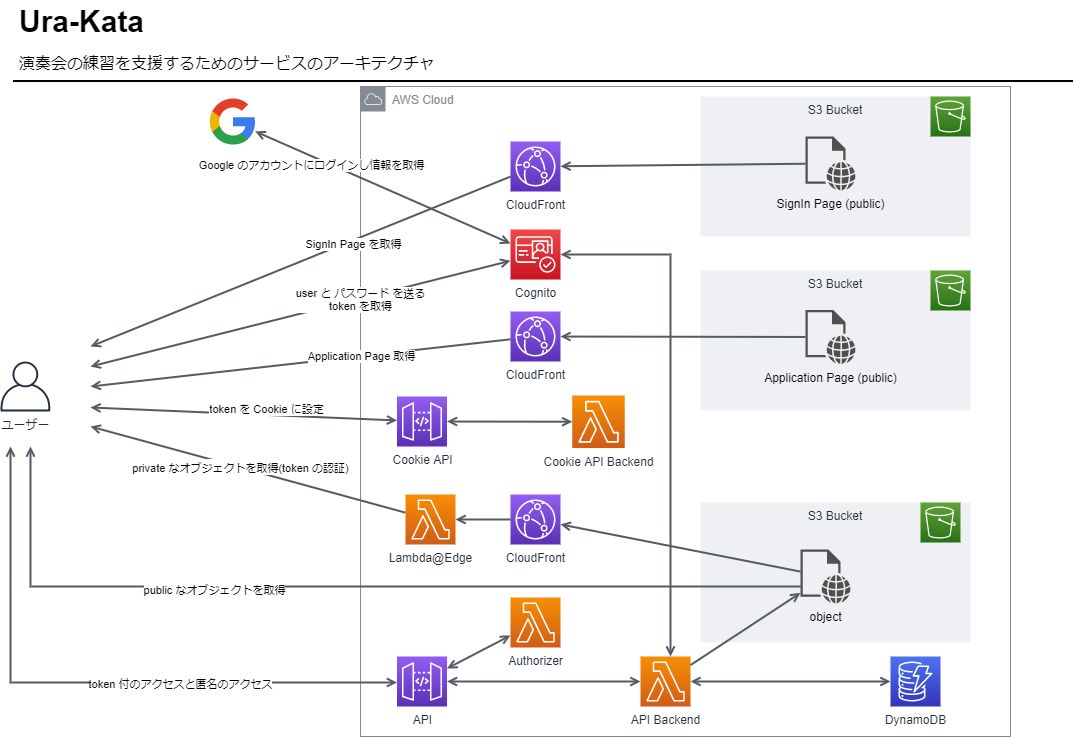 Ura-Kata
演奏会の練習を支援するためのサービスのアーキテクチャ
AWS Cloud
S3 Bucket
Google のアカウントにログインし情報を取得
CloudFront
SignIn Page (public)
SignIn Page を取得
Cognito
user と パスワード を送る
token を取得
S3 Bucket
Application Page 取得
CloudFront
Application Page (public)
ユーザー
token を Cookie に設定
Cookie API
Cookie API Backend
private なオブジェクトを取得(token の認証)
S3 Bucket
Lambda@Edge
CloudFront
public なオブジェクトを取得
object
Authorizer
token 付のアクセスと匿名のアクセス
API
API Backend
DynamoDB